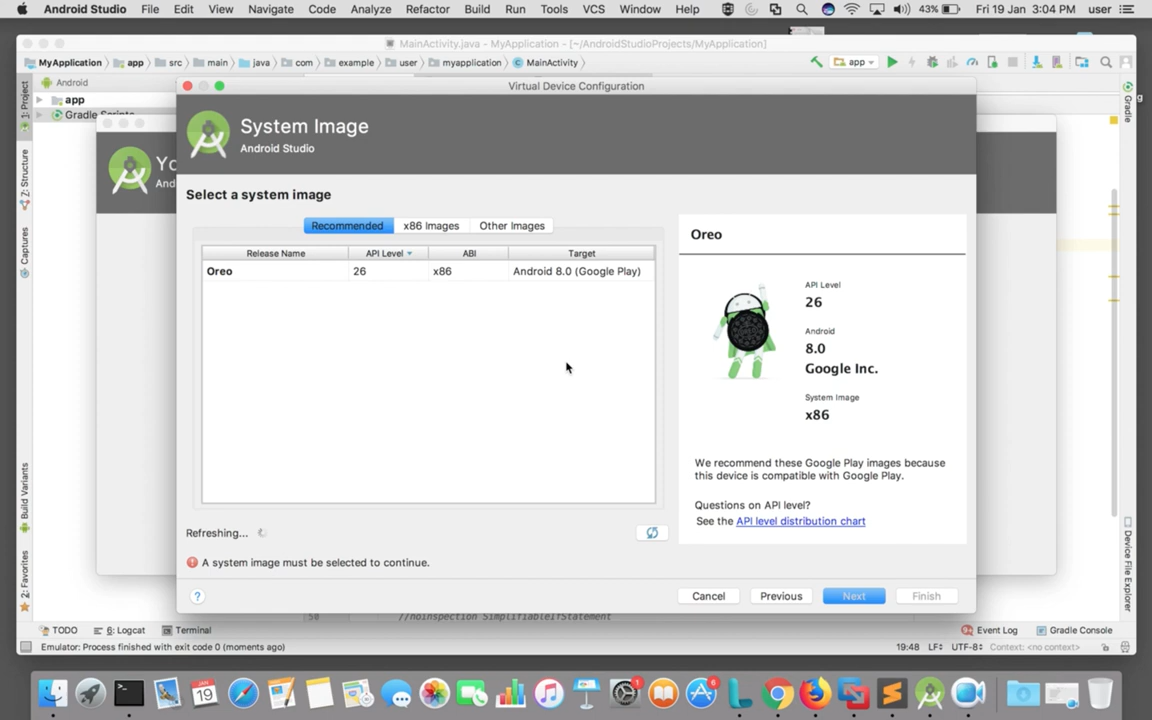 Android Studio File Edit View Navigate Code Analyze Refactor Build Run Tools VCS Window Help 43% Fri 19 Jan 3:04 PM user
MainActivity.java - MyApplication - [~/AndroidStudioProjects/MyApplication]
MyApplication app src main java com example user myapplication MainActivity app
Android
Virtual Device Configuration
app
Gradle Scripts
1: Project
Z: Structure
Captures
Build Variants
2: Favorites
Gradle
Device File Explorer
Yo
And
System Image
Android Studio
Select a system image
Recommended x86 Images Other Images
Release Name API Level ABI Target
Oreo 26 x86 Android 8.0 (Google Play)
Oreo
API Level
26
Android
8.0
Google Inc.
System Image
x86
We recommend these Google Play images because
this device is compatible with Google Play.
Questions on API level?
See the API level distribution chart
Refreshing...
A system image must be selected to continue.
? Cancel Previous Next Finish
50 //noinspection SimplifiableIfStatement
TODO 6: Logcat Terminal Event Log Gradle Console
Emulator: Process finished with exit code 0 (moments ago) 19:48 LF UTF-8 Context: <no context>
JAN
19
1
6